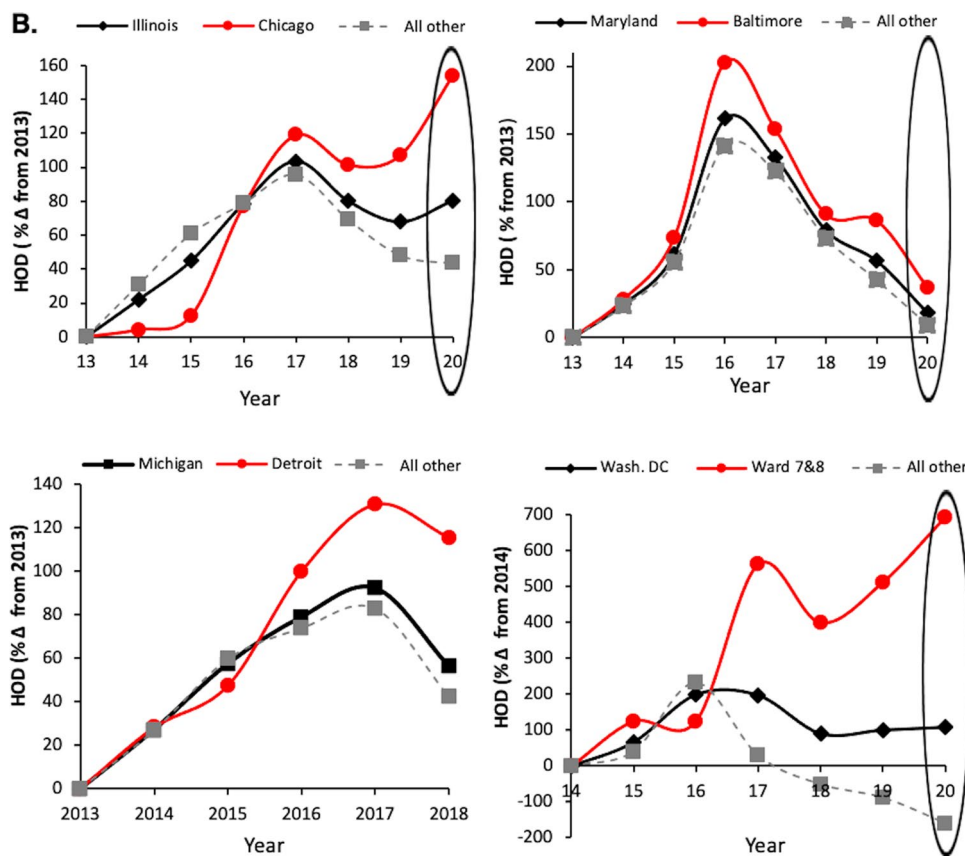 B.
Illinois Chicago All other
HOD ( % Δ from 2013)
160
140
120
100
80
60
40
20
0
13 14 15 16 17 18 19 20
Year
Maryland Baltimore All other
HOD ( % from 2013)
200
150
100
50
0
13 14 15 16 17 18 19 20
Year
Michigan Detroit All other
HOD (% Δ from 2013)
140
120
100
80
60
40
20
0
2013 2014 2015 2016 2017 2018
Year
Wash. DC Ward 7&8 All other
HOD (% Δ from 2014)
700
600
500
400
300
200
100
0
-100
-200
14 15 16 17 18 19 20
Year